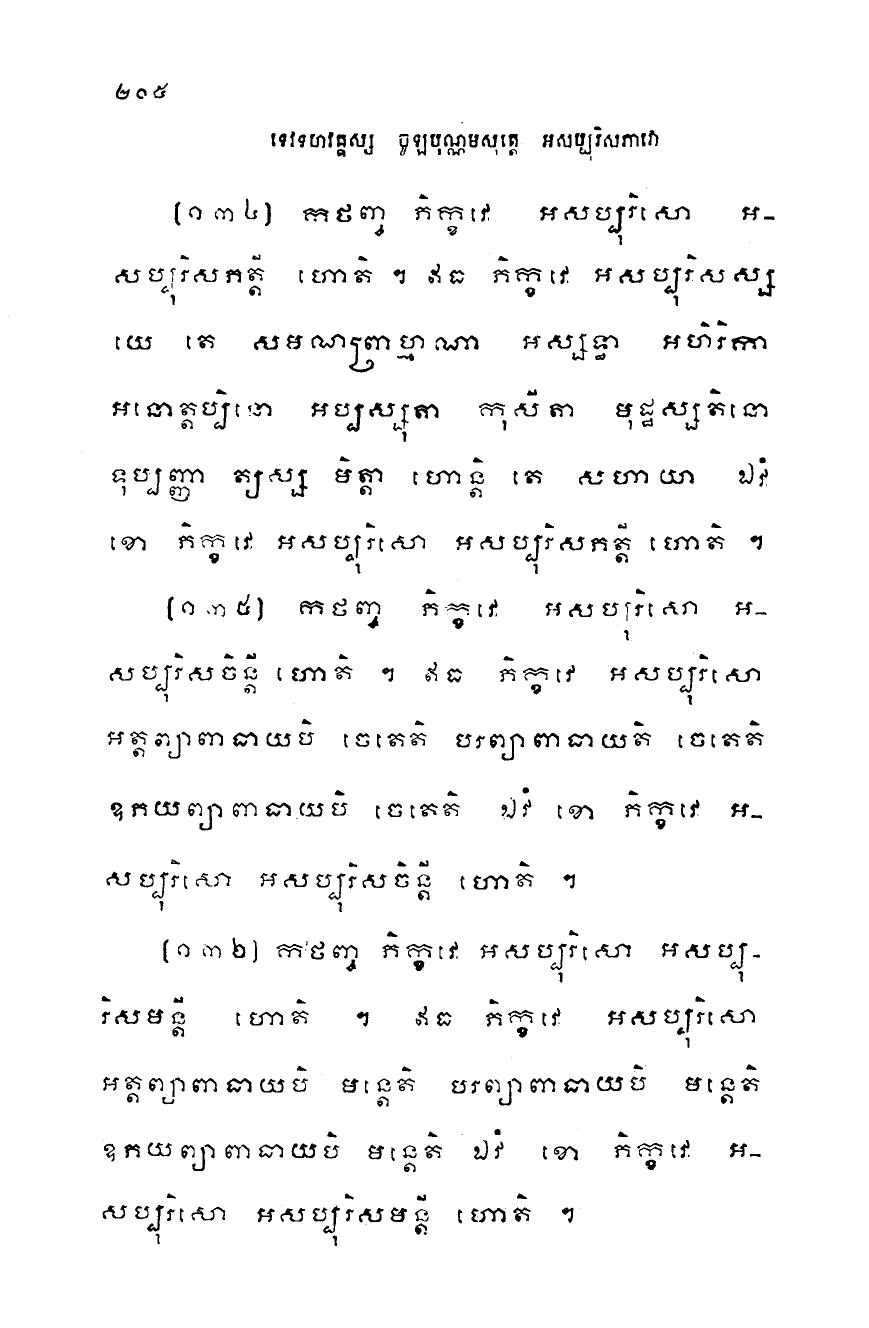 ២០៥
ទេវទហវគ្គស្ស ចូឡបុណ្ណមសុត្តេ អសប្បុរិសភាវោ
(១៣៤) កថញ្ច ភិក្ខវេ អសប្បុរិសោ អ-
សប្បុរិសភត្តី ហោតិ ។ ឥធ ភិក្ខវេ អសប្បុរិសស្ស
យេ តេ សមណព្រាហ្មណា អស្សទ្ធា អហិរិកា
អនោត្តប្បិនោ អប្បស្សុតា កុសីតា មុដ្ឋស្សតិនោ
ទុប្បញ្ញា ត្យស្ស មិត្តា ហោន្តិ តេ សហាយា ឯវំ
ខោ ភិក្ខវេ អសប្បុរិសោ អសប្បុរិសភត្តី ហោតិ ។
(១៣៥) កថញ្ច ភិក្ខវេ អសប្បុរិសោ អ-
សប្បុរិសចិន្តី ហោតិ ។ ឥធ ភិក្ខវេ អសប្បុរិសោ
អត្តព្យាពាធាយបិ ចេតេតិ បរព្យាពាធាយតិ ចេតេតិ
ឧភយព្យាពាធាយបិ ចេតេតិ ឯវំ ខោ ភិក្ខវេ អ-
សប្បុរិសោ អសប្បុរិសចិន្តី ហោតិ ។
(១៣៦) កថញ្ច ភិក្ខវេ អសប្បុរិសោ អសប្បុ-
រិសមន្តី ហោតិ ។ ឥធ ភិក្ខវេ អសប្បុរិសោ
អត្តព្យាពាធាយបិ មន្តេតិ បរព្យាពាធាយបិ មន្តេតិ
ឧភយព្យាពាធាយបិ មន្តេតិ ឯវំ ខោ ភិក្ខវេ អ-
សប្បុរិសោ អសប្បុរិសមន្តី ហោតិ ។